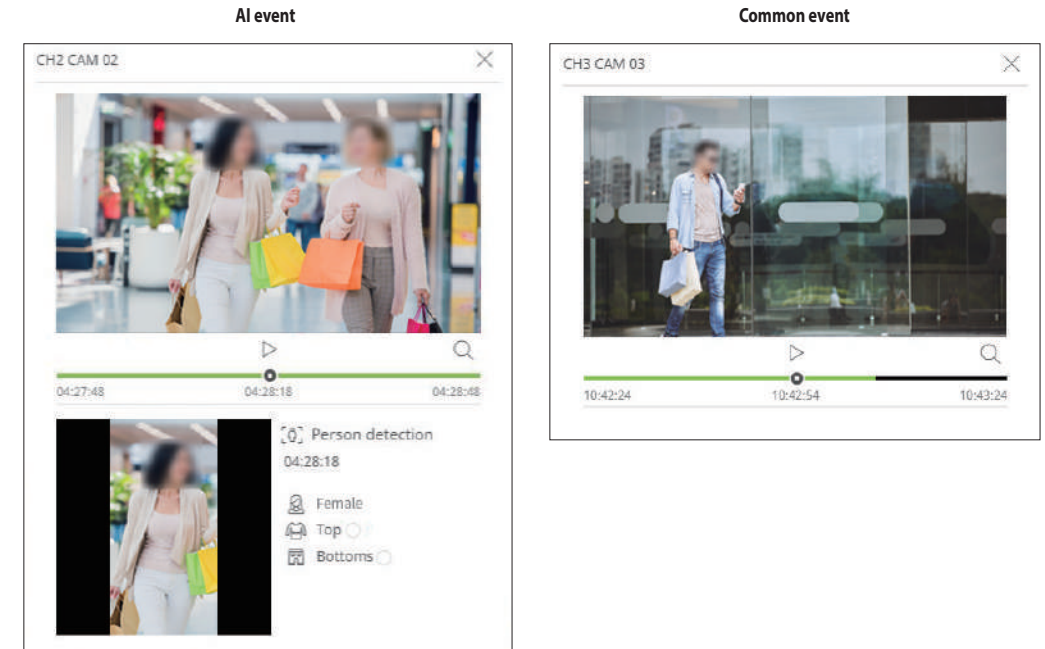 AI event
CH2 CAM 02
04:27:48 04:28:18 04:28:48
Person detection
04:28:18
Female
Top
Bottoms
Common event
CH3 CAM 03
10:42:24 10:42:54 10:43:24